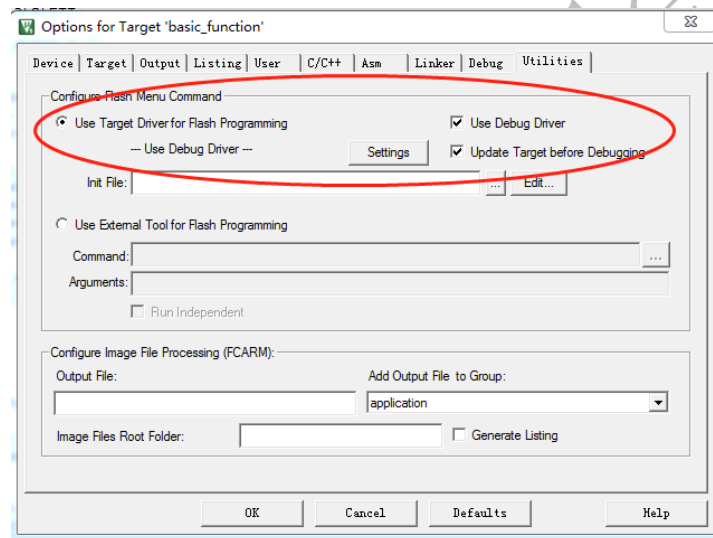 Options for Target 'basic_function'
Device Target Output Listing User C/C++ Asm Linker Debug Utilities
Configure Flash Menu Command
Use Target Driver for Flash Programming Use Debug Driver
--- Use Debug Driver --- Settings Update Target before Debugging
Init File: ... Edit...
Use External Tool for Flash Programming
Command: ...
Arguments:
Run Independent
Configure Image File Processing (FCARM):
Output File: Add Output File to Group:
application
Image Files Root Folder: Generate Listing
OK Cancel Defaults Help